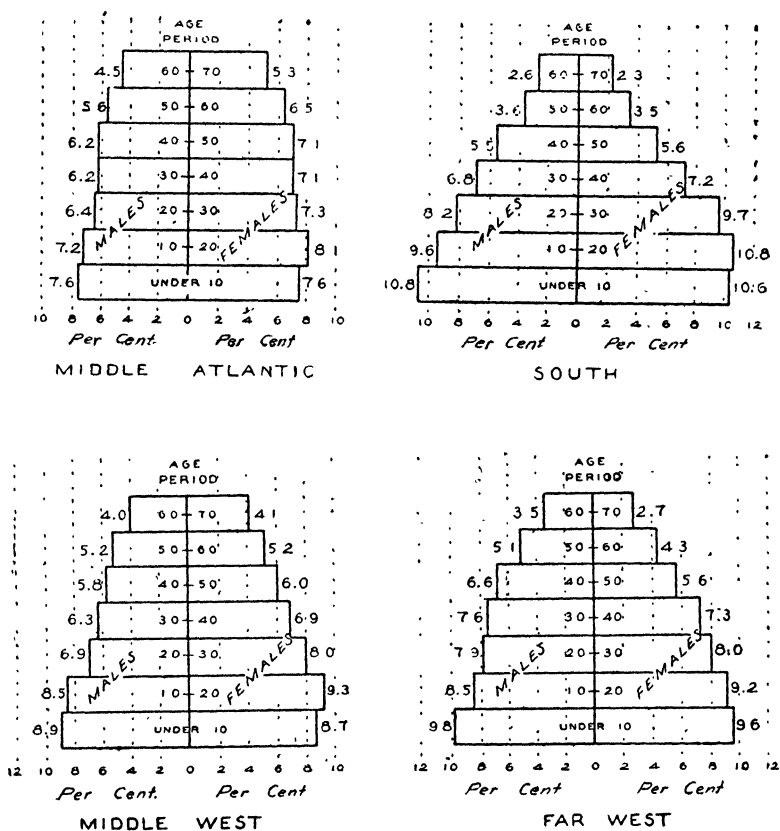 AGE
PERIOD
4.5 60 70 5 3
5 6 50 60 6 5
6.2 40 50 7 1
6.2 30 40 7 1
6.4 20 30 7.3
7.2 10 20 8 1
7.6 UNDER 10 7 6
MALES FEMALES
10 8 6 4 2 0 2 4 6 8 10
Per Cent. Per Cent
MIDDLE ATLANTIC
AGE
PERIOD
2.6 60 70 2 3
3.6 50 60 3.5
5 5 40 50 5.6
6.8 30 40 7.2
8 2 20 30 9.7
9.6 10 20 10.8
10.8 UNDER 10 10.6
MALES FEMALES
10 8 6 4 2 0 2 4 6 8 10 12
Per Cent Per Cent
SOUTH
AGE
PERIOD
4.0 60 70 4 1
5.2 50 60 5.2
5.8 40 50 6.0
6.3 30 40 6.9
6.9 20 30 8 0
8.5 10 20 9.3
8.9 UNDER 10 8.7
MALES FEMALES
12 10 8 6 4 2 0 2 4 6 8 10
Per Cent. Per Cent
MIDDLE WEST
AGE
PERIOD
3 5 60 70 2.7
5 1 50 60 4 3
6.6 40 50 5 6
7 6 30 40 7.3
7 9 20 30 8.0
8.5 10 20 9.2
9 8 UNDER 10 9 6
MALES FEMALES
12 10 8 6 4 2 0 2 4 6 8 10 12
Per Cent Per Cent
FAR WEST